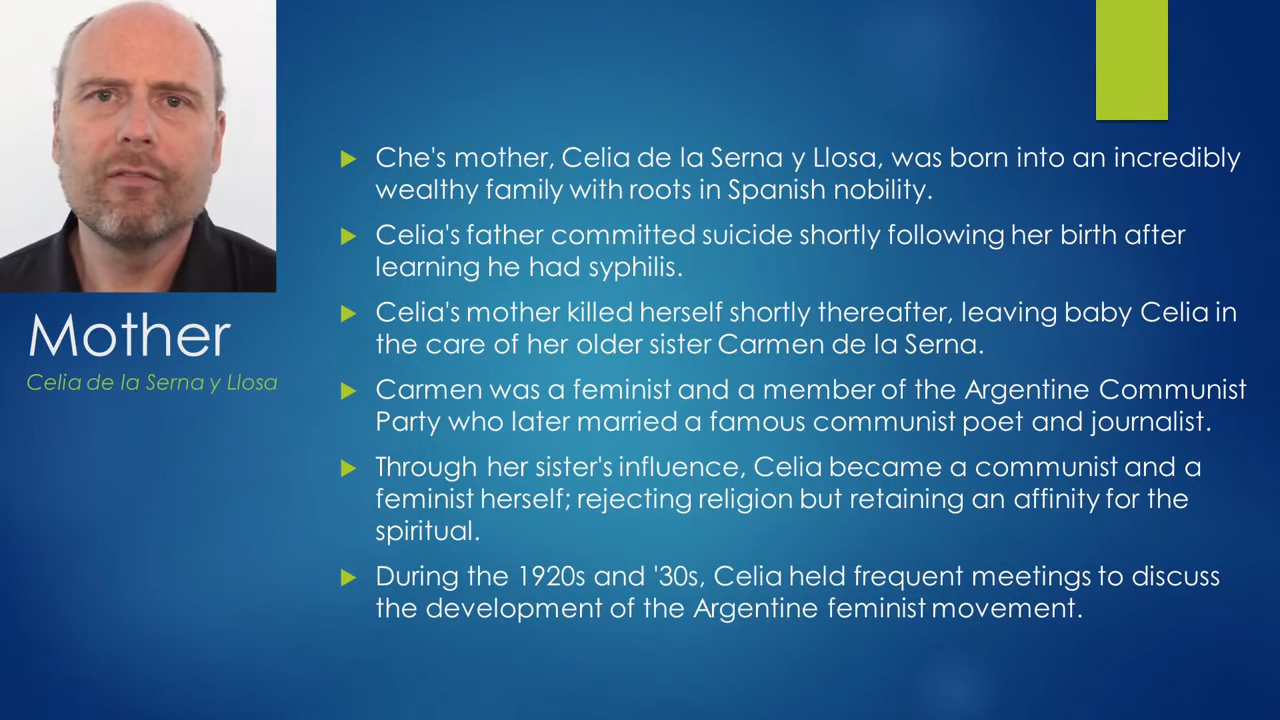 Che's mother, Celia de la Serna y Llosa, was born into an incredibly
wealthy family with roots in Spanish nobility.
Celia's father committed suicide shortly following her birth after
learning he had syphilis.
Celia's mother killed herself shortly thereafter, leaving baby Celia in
the care of her older sister Carmen de la Serna.
Carmen was a feminist and a member of the Argentine Communist
Party who later married a famous communist poet and journalist.
Through her sister's influence, Celia became a communist and a
feminist herself; rejecting religion but retaining an affinity for the
spiritual.
During the 1920s and '30s, Celia held frequent meetings to discuss
the development of the Argentine feminist movement.
Mother
Celia de la Serna y Llosa